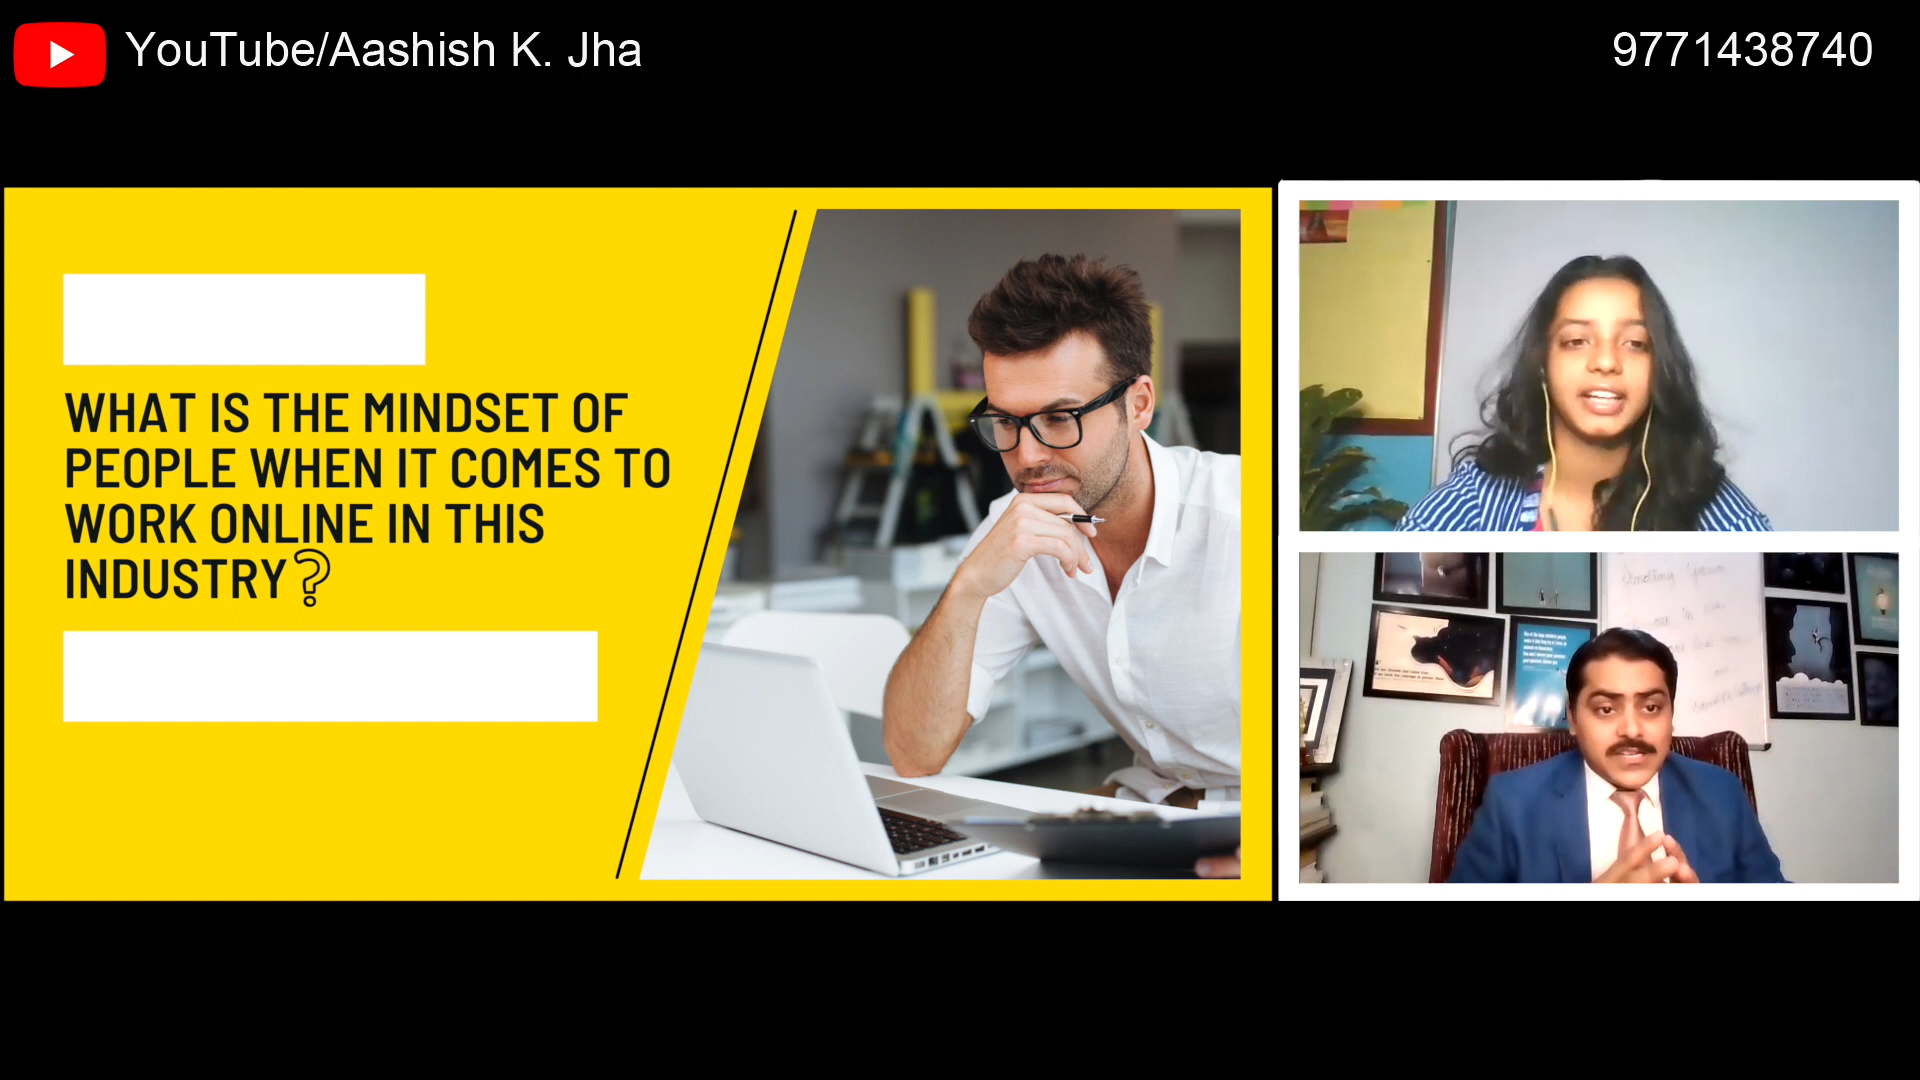 YouTube/Aashish K. Jha
9771438740
WHAT IS THE MINDSET OF
PEOPLE WHEN IT COMES TO
WORK ONLINE IN THIS
INDUSTRY?